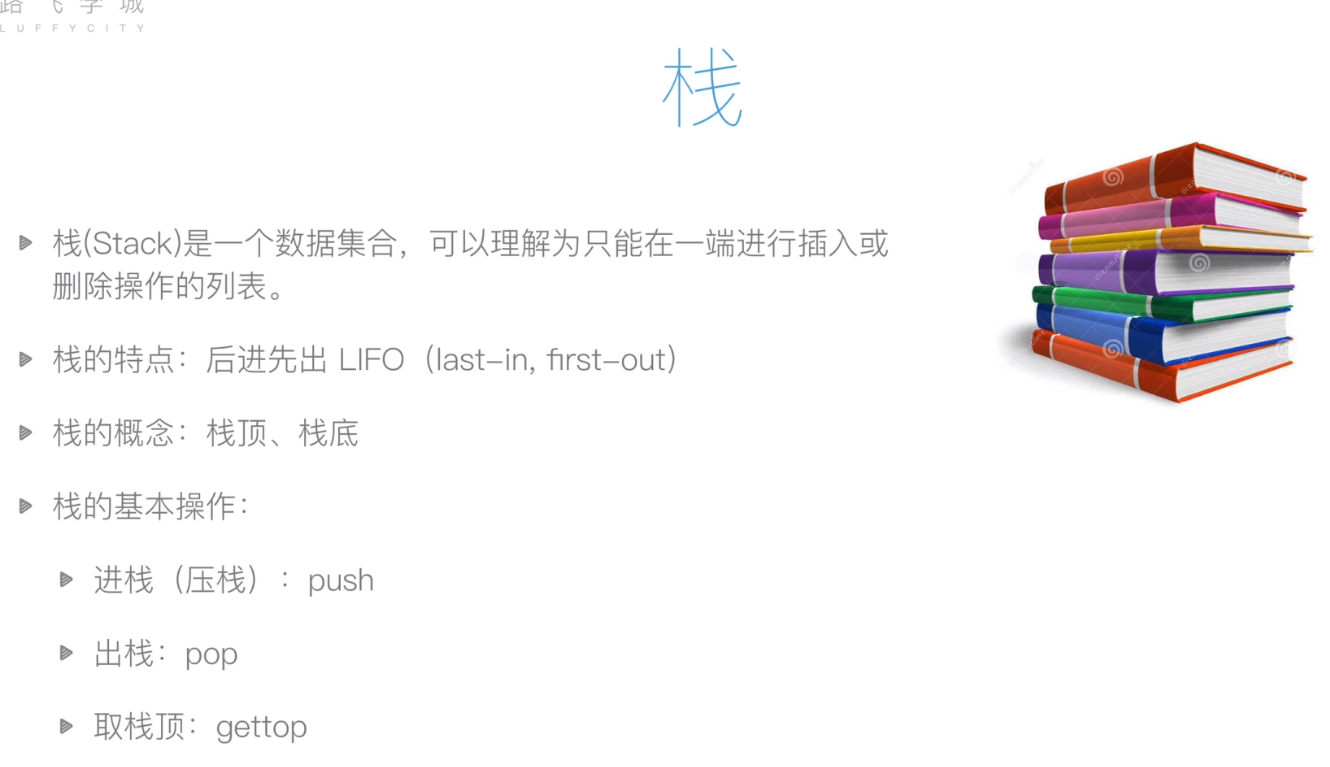 路飞学城
LUFFYCITY
栈
栈(Stack)是一个数据集合，可以理解为只能在一端进行插入或
删除操作的列表。
栈的特点：后进先出 LIFO（last-in, first-out）
栈的概念：栈顶、栈底
栈的基本操作：
进栈（压栈）：push
出栈：pop
取栈顶：gettop